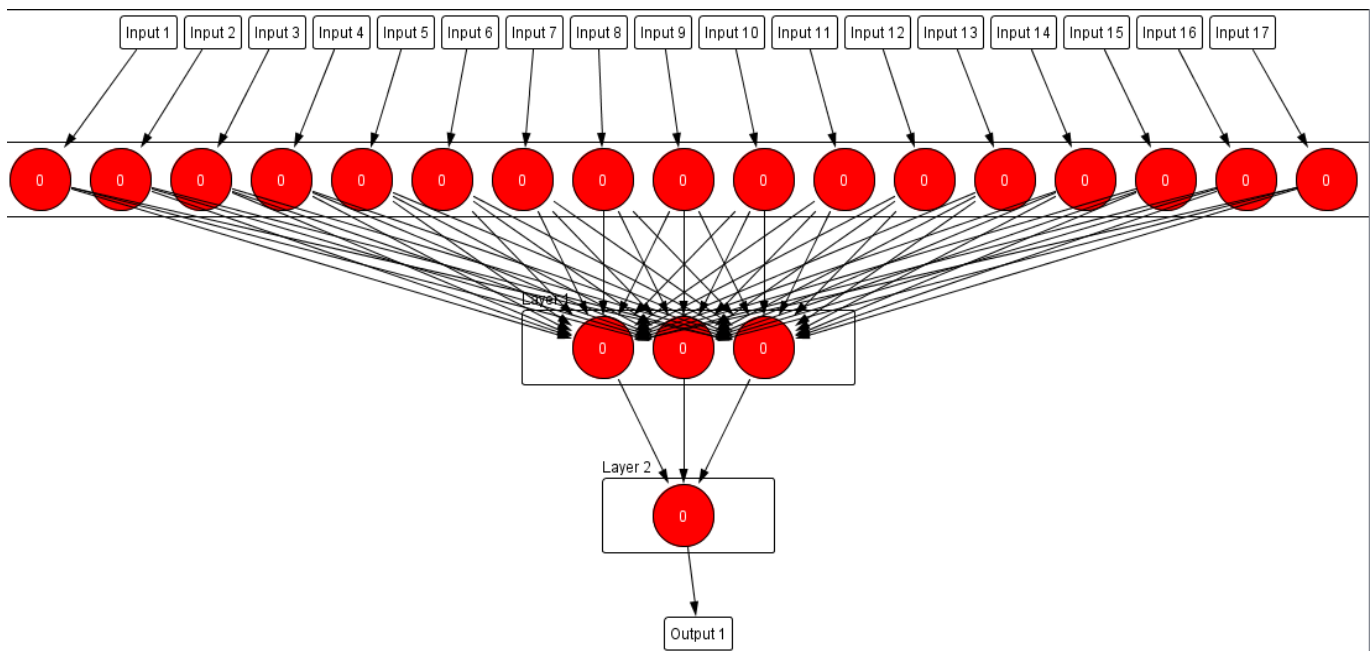 Input 1 Input 2 Input 3 Input 4 Input 5 Input 6 Input 7 Input 8 Input 9 Input 10 Input 11 Input 12 Input 13 Input 14 Input 15 Input 16 Input 17
0 0 0 0 0 0 0 0 0 0 0 0 0 0 0 0 0
Layer 1
0 0 0
Layer 2
0
Output 1